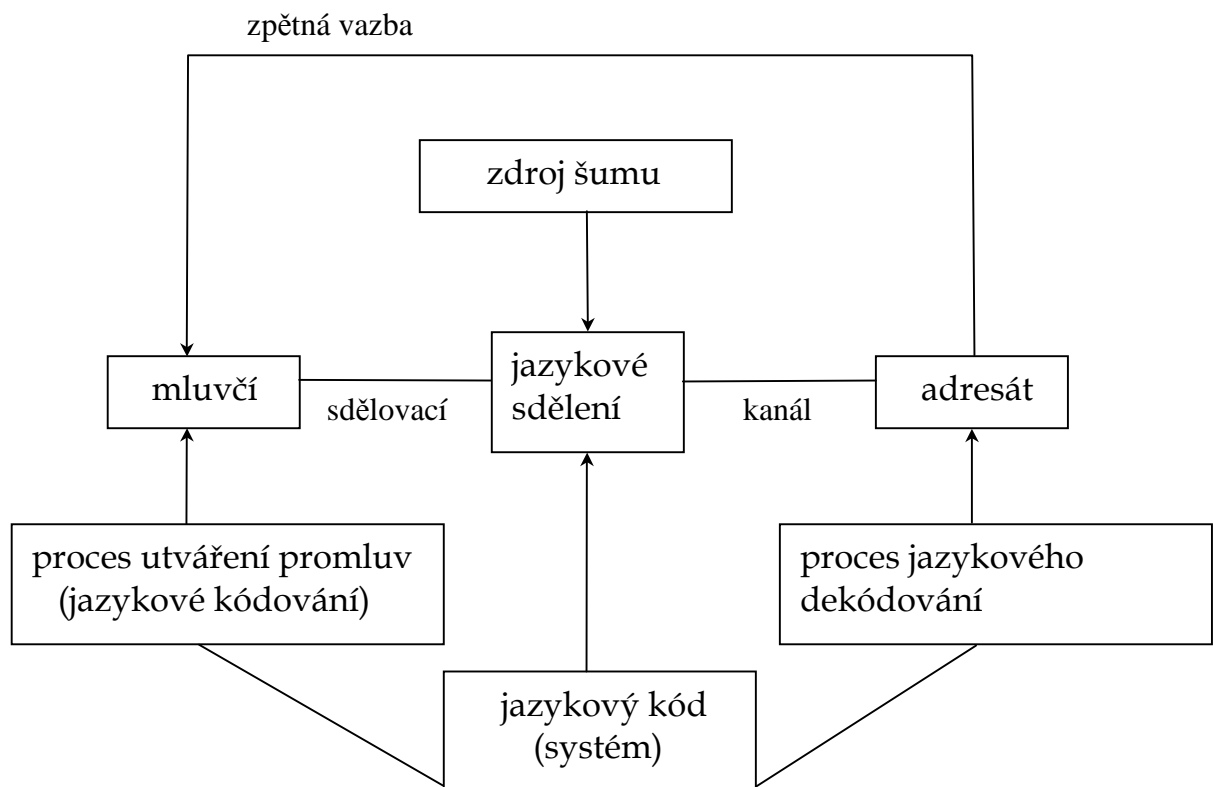 zpětná vazba
zdroj šumu
mluvčí
sdělovací
jazykové
sdělení
kanál
adresát
proces utváření promluv
(jazykové kódování)
proces jazykového
dekódování
jazykový kód
(systém)